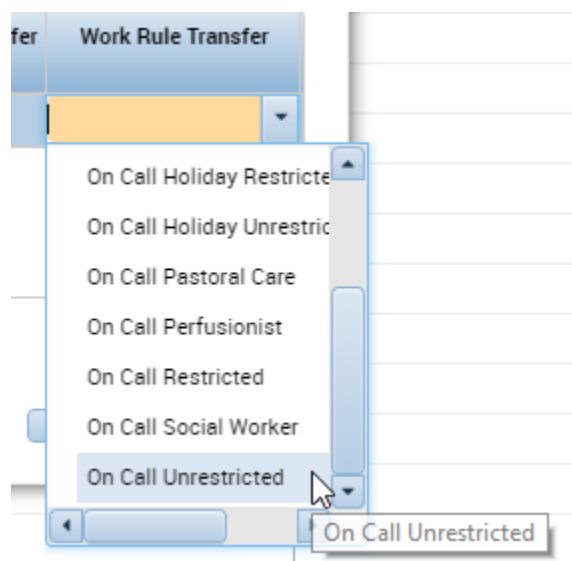 fer Work Rule Transfer
On Call Holiday Restricte
On Call Holiday Unrestric
On Call Pastoral Care
On Call Perfusionist
On Call Restricted
On Call Social Worker
On Call Unrestricted
On Call Unrestricted